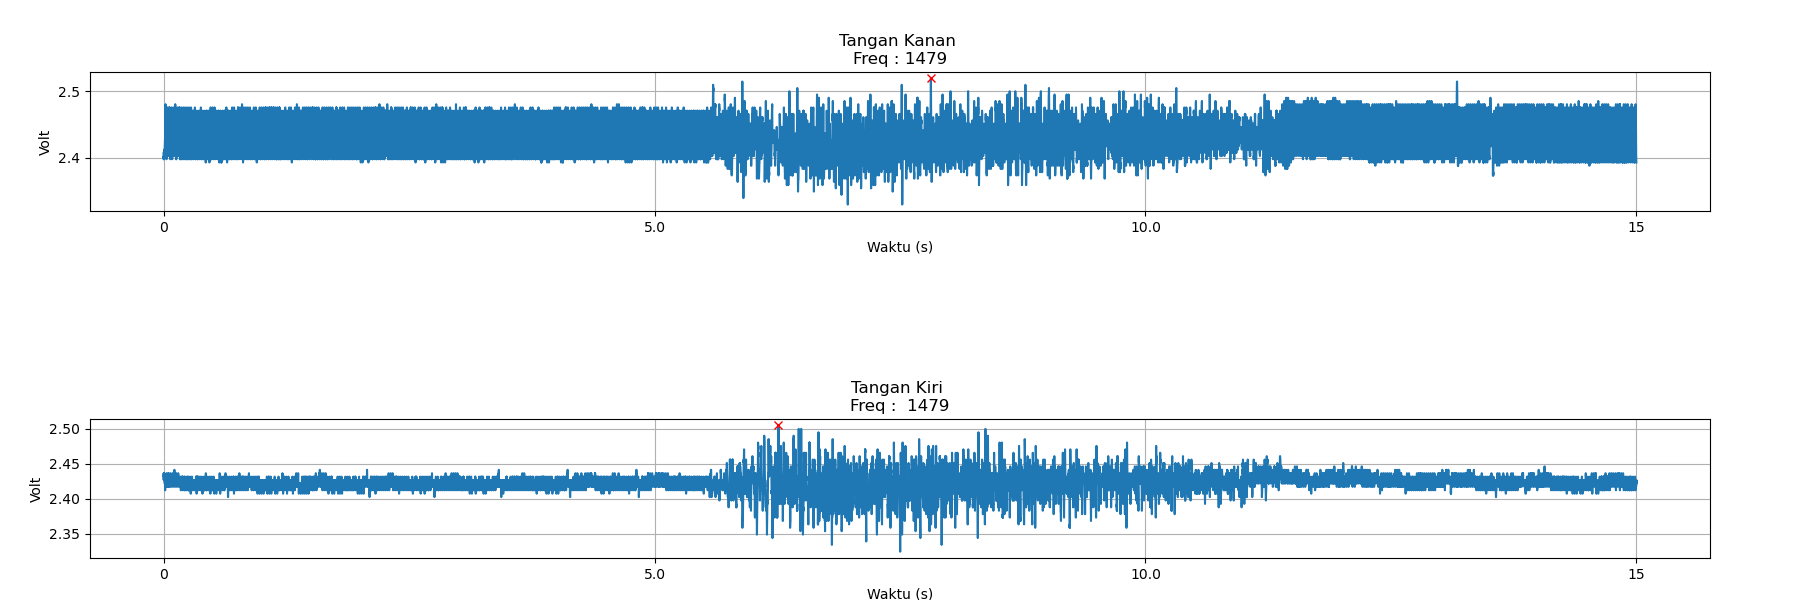 Tangan Kanan
Freq : 1479
Volt
2.5
2.4
0 5.0 10.0 15
Waktu (s)
Tangan Kiri
Freq :  1479
Volt
2.50
2.45
2.40
2.35
0 5.0 10.0 15
Waktu (s)